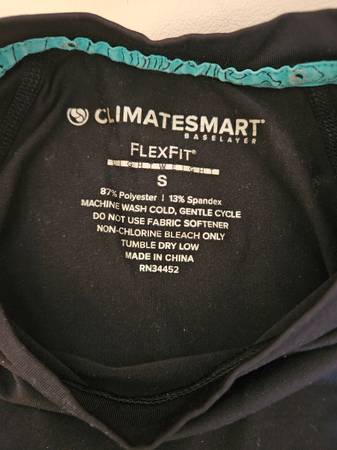 CLIMATESMART®
BASELAYER
FLEXFIT®
LIGHTWEIGHT
S
87% Polyester | 13% Spandex
MACHINE WASH COLD, GENTLE CYCLE
DO NOT USE FABRIC SOFTENER
NON-CHLORINE BLEACH ONLY
TUMBLE DRY LOW
MADE IN CHINA
RN34452